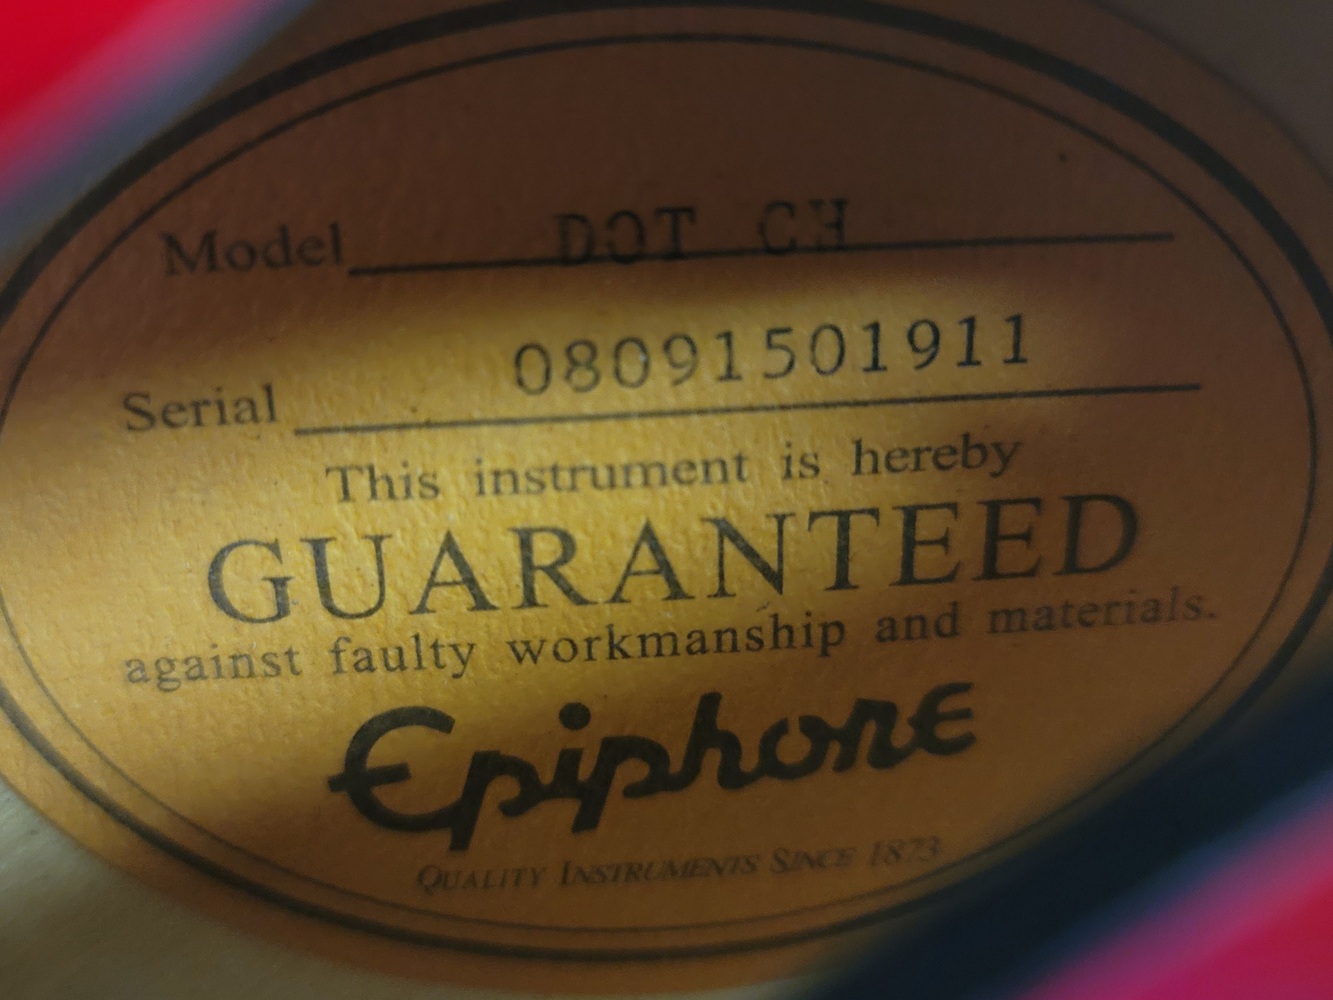 Model DOT CH
Serial 08091501911
This instrument is hereby
GUARANTEED
against faulty workmanship and materials.
Epiphone
QUALITY INSTRUMENTS SINCE 1873